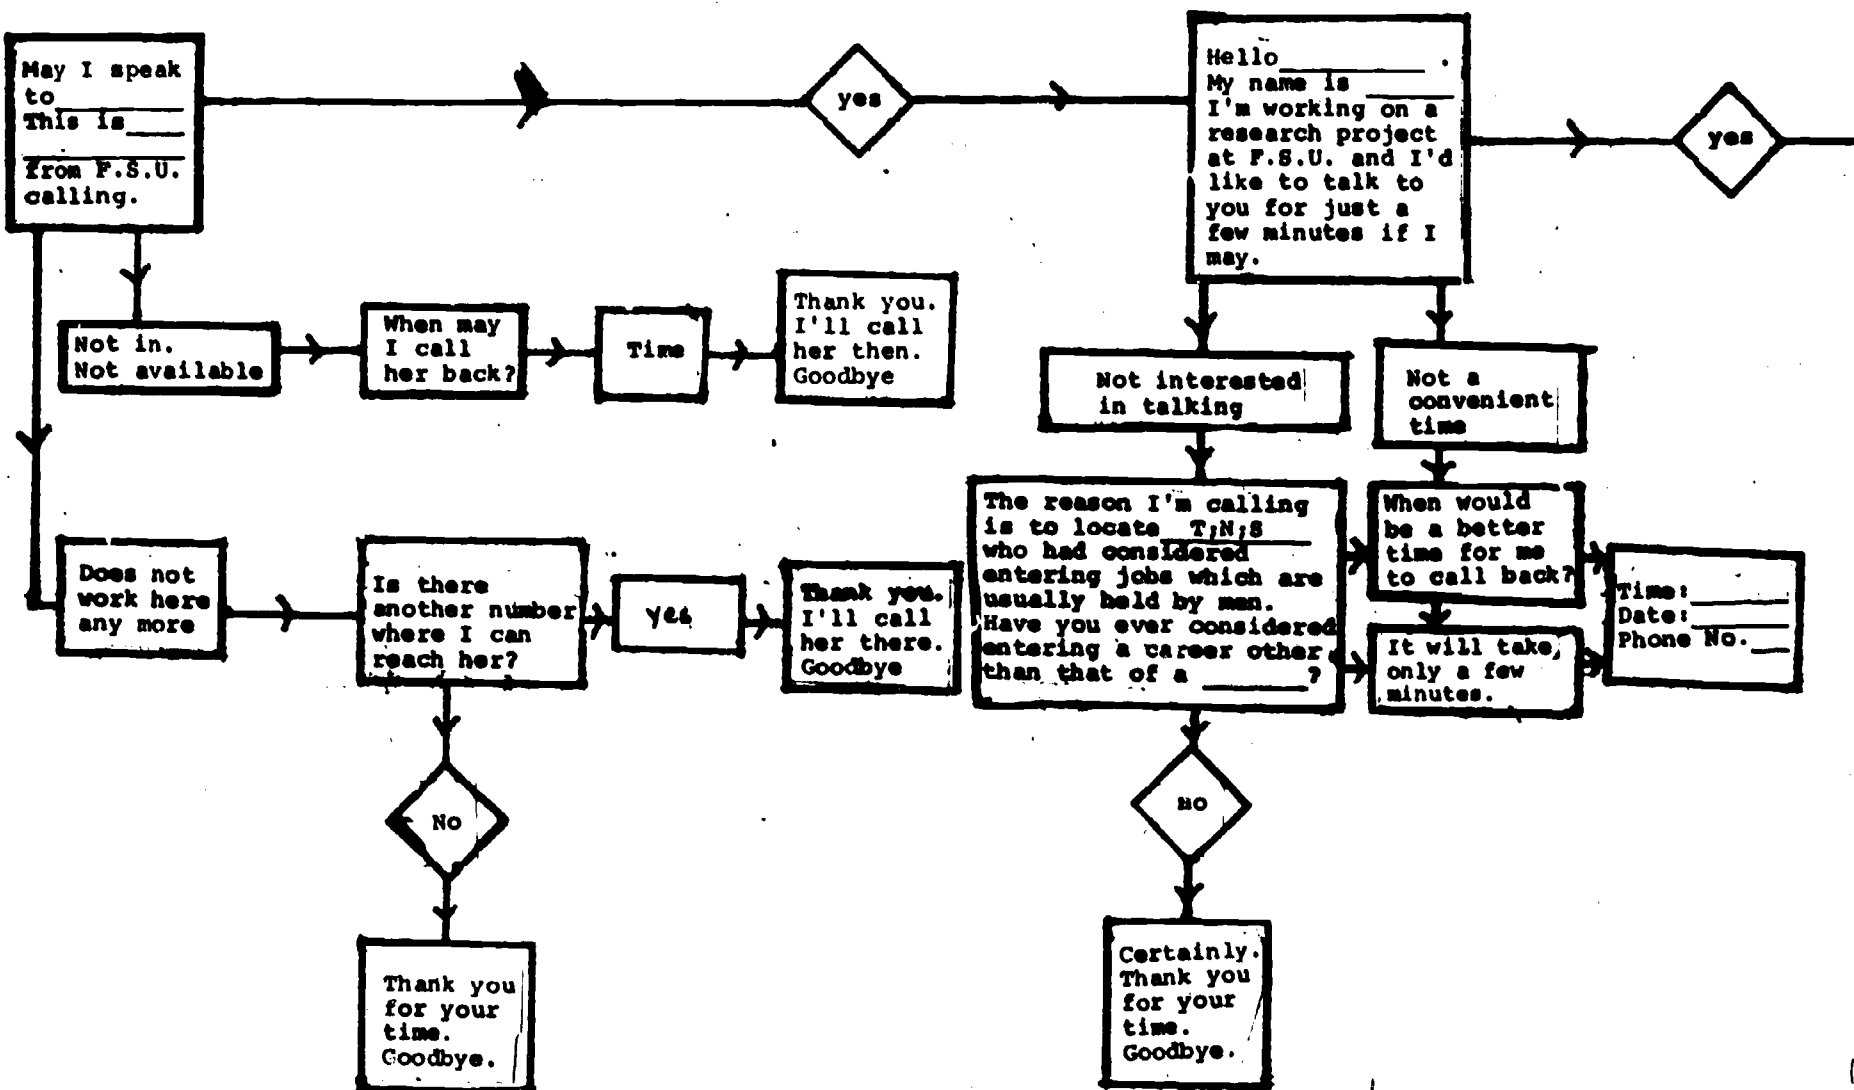 May I speak
to
This is
from F.S.U.
calling.
yes
Hello .
My name is
I'm working on a
research project
at F.S.U. and I'd
like to talk to
you for just a
few minutes if I
may.
yes
Not in.
Not available
When may
I call
her back?
Time
Thank you.
I'll call
her then.
Goodbye
Not interested
in talking
Not a
convenient
time
Does not
work here
any more
Is there
another number
where I can
reach her?
yes
Thank you.
I'll call
her there.
Goodbye
The reason I'm calling
is to locate T;N;S
who had considered
entering jobs which are
usually held by men.
Have you ever considered
entering a career other
than that of a ?
When would
be a better
time for me
to call back?
It will take,
only a few
minutes.
Time:
Date:
Phone No.
No
Thank you
for your
time.
Goodbye.
no
Certainly.
Thank you
for your
time.
Goodbye.